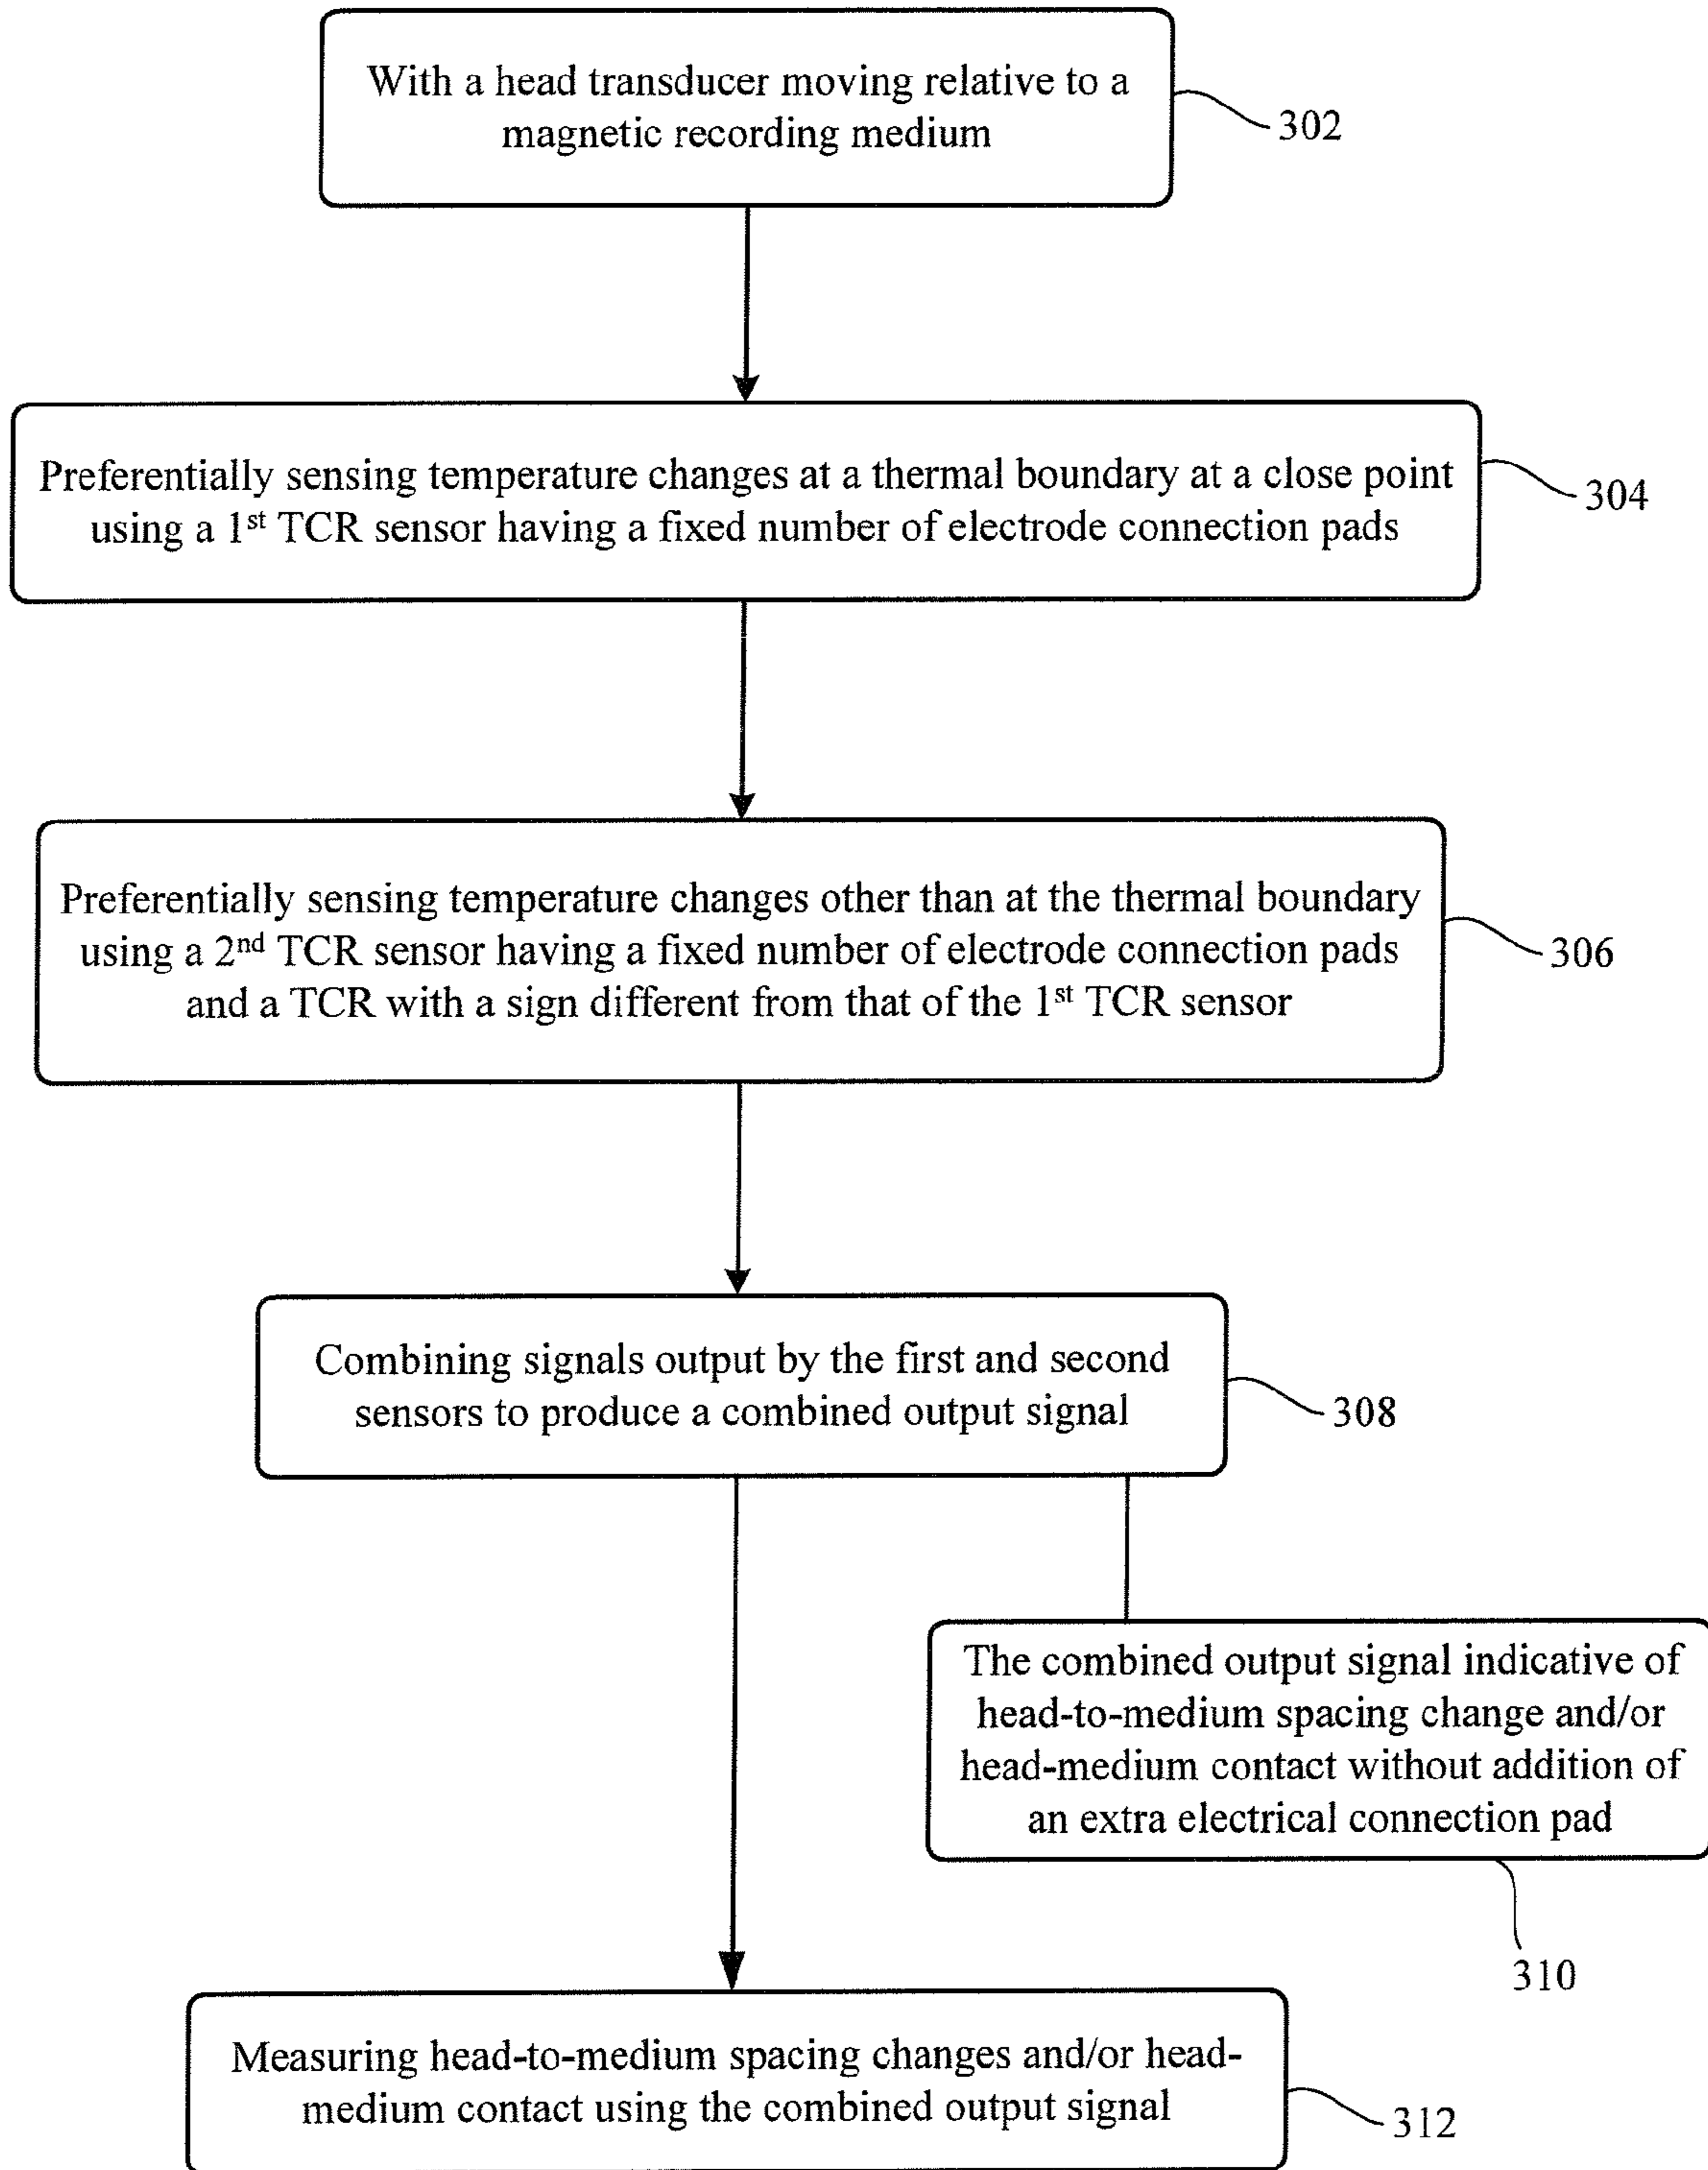 With a head transducer moving relative to a
magnetic recording medium
302
Preferentially sensing temperature changes at a thermal boundary at a close point
using a 1st TCR sensor having a fixed number of electrode connection pads
304
Preferentially sensing temperature changes other than at the thermal boundary
using a 2nd TCR sensor having a fixed number of electrode connection pads
and a TCR with a sign different from that of the 1st TCR sensor
306
Combining signals output by the first and second
sensors to produce a combined output signal
308
The combined output signal indicative of
head-to-medium spacing change and/or
head-medium contact without addition of
an extra electrical connection pad
310
Measuring head-to-medium spacing changes and/or head-
medium contact using the combined output signal
312